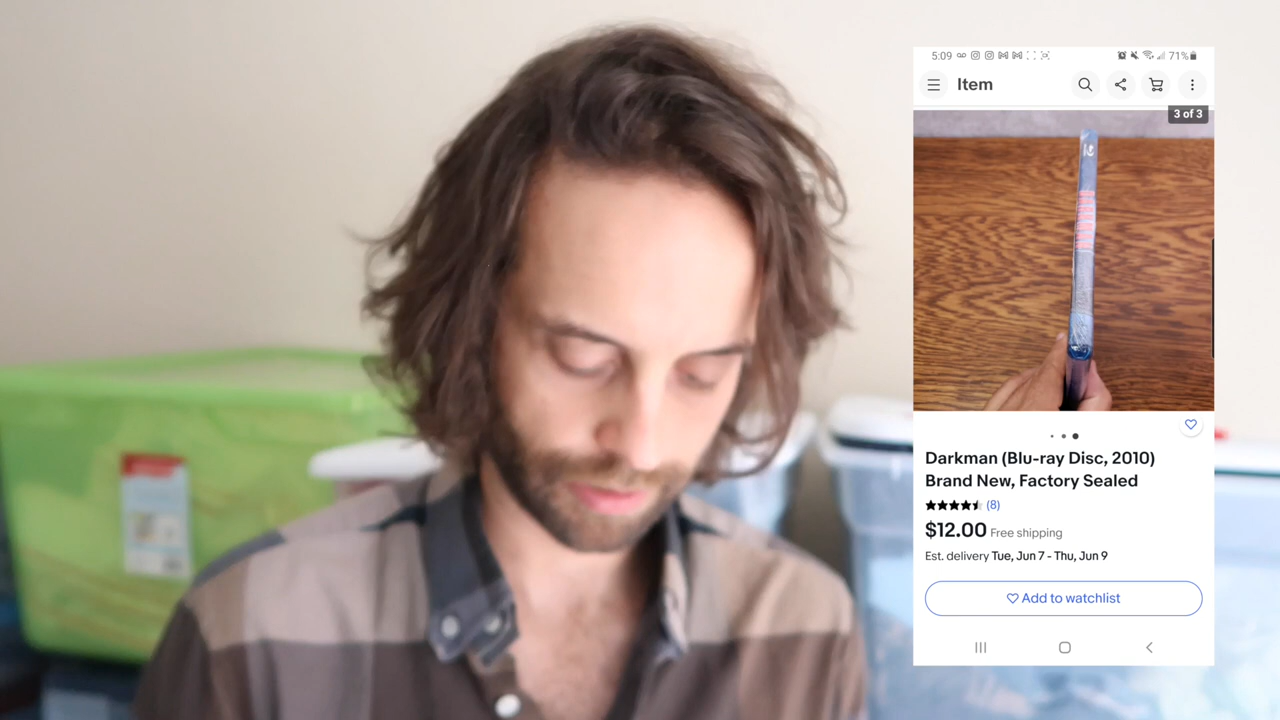 5:09
71%
Item
3 of 3
Darkman (Blu-ray Disc, 2010)
Brand New, Factory Sealed
(8)
$12.00 Free shipping
Est. delivery Tue, Jun 7 - Thu, Jun 9
Add to watchlist